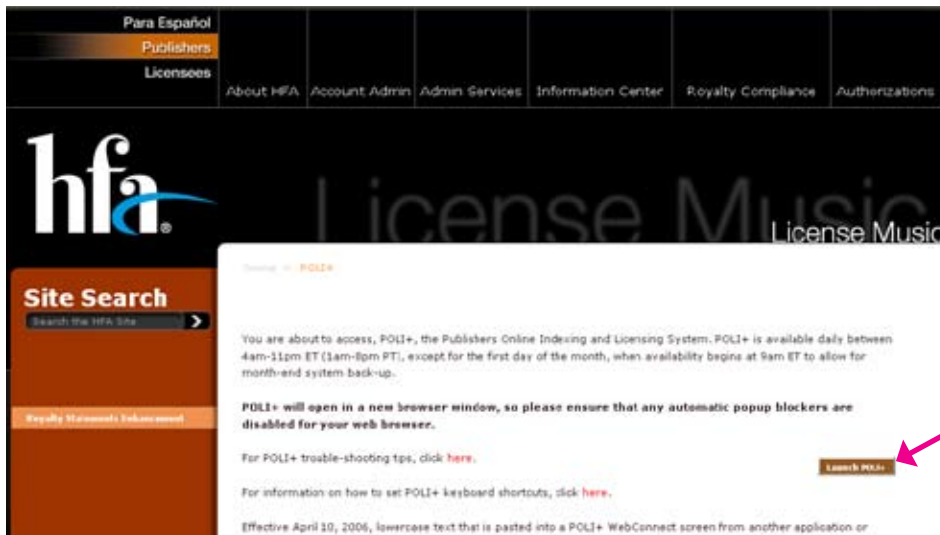 Para Español
Publishers
Licensees
About HFA Account Admin Admin Services Information Center Royalty Compliance Authorizations
hfa®
License Music
License Music
Home > POLI+
Site Search
Search the HFA Site
Royalty Statements Enhancement
You are about to access, POLI+, the Publishers Online Indexing and Licensing System. POLI+ is available daily between
4am-11pm ET (1am-8pm PT), except for the first day of the month, when availability begins at 9am ET to allow for
month-end system back-up.
POLI+ will open in a new browser window, so please ensure that any automatic popup blockers are
disabled for your web browser.
For POLI+ trouble-shooting tips, click here.
Launch POLI+
For information on how to set POLI+ keyboard shortcuts, click here.
Effective April 10, 2006, lowercase text that is pasted into a POLI+ WebConnect screen from another application or